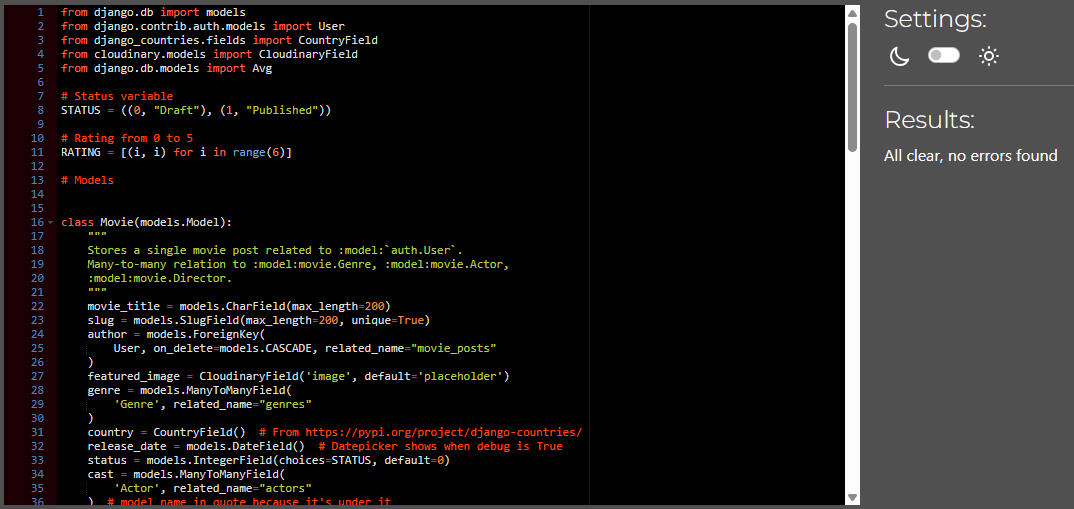 1 from django.db import models
2 from django.contrib.auth.models import User
3 from django_countries.fields import CountryField
4 from cloudinary.models import CloudinaryField
5 from django.db.models import Avg
6
7 # Status variable
8 STATUS = ((0, "Draft"), (1, "Published"))
9
10 # Rating from 0 to 5
11 RATING = [(i, i) for i in range(6)]
12
13 # Models
14
15
16 class Movie(models.Model):
17     """
18     Stores a single movie post related to :model:`auth.User`.
19     Many-to-many relation to :model:movie.Genre, :model:movie.Actor,
20     :model:movie.Director.
21     """
22     movie_title = models.CharField(max_length=200)
23     slug = models.SlugField(max_length=200, unique=True)
24     author = models.ForeignKey(
25         User, on_delete=models.CASCADE, related_name="movie_posts"
26     )
27     featured_image = CloudinaryField('image', default='placeholder')
28     genre = models.ManyToManyField(
29         'Genre', related_name="genres"
30     )
31     country = CountryField()  # From https://pypi.org/project/django-countries/
32     release_date = models.DateField()  # Datepicker shows when debug is True
33     status = models.IntegerField(choices=STATUS, default=0)
34     cast = models.ManyToManyField(
35         'Actor', related_name="actors"
36     )  # model name in quote because it's under it
Settings:
Results:
All clear, no errors found